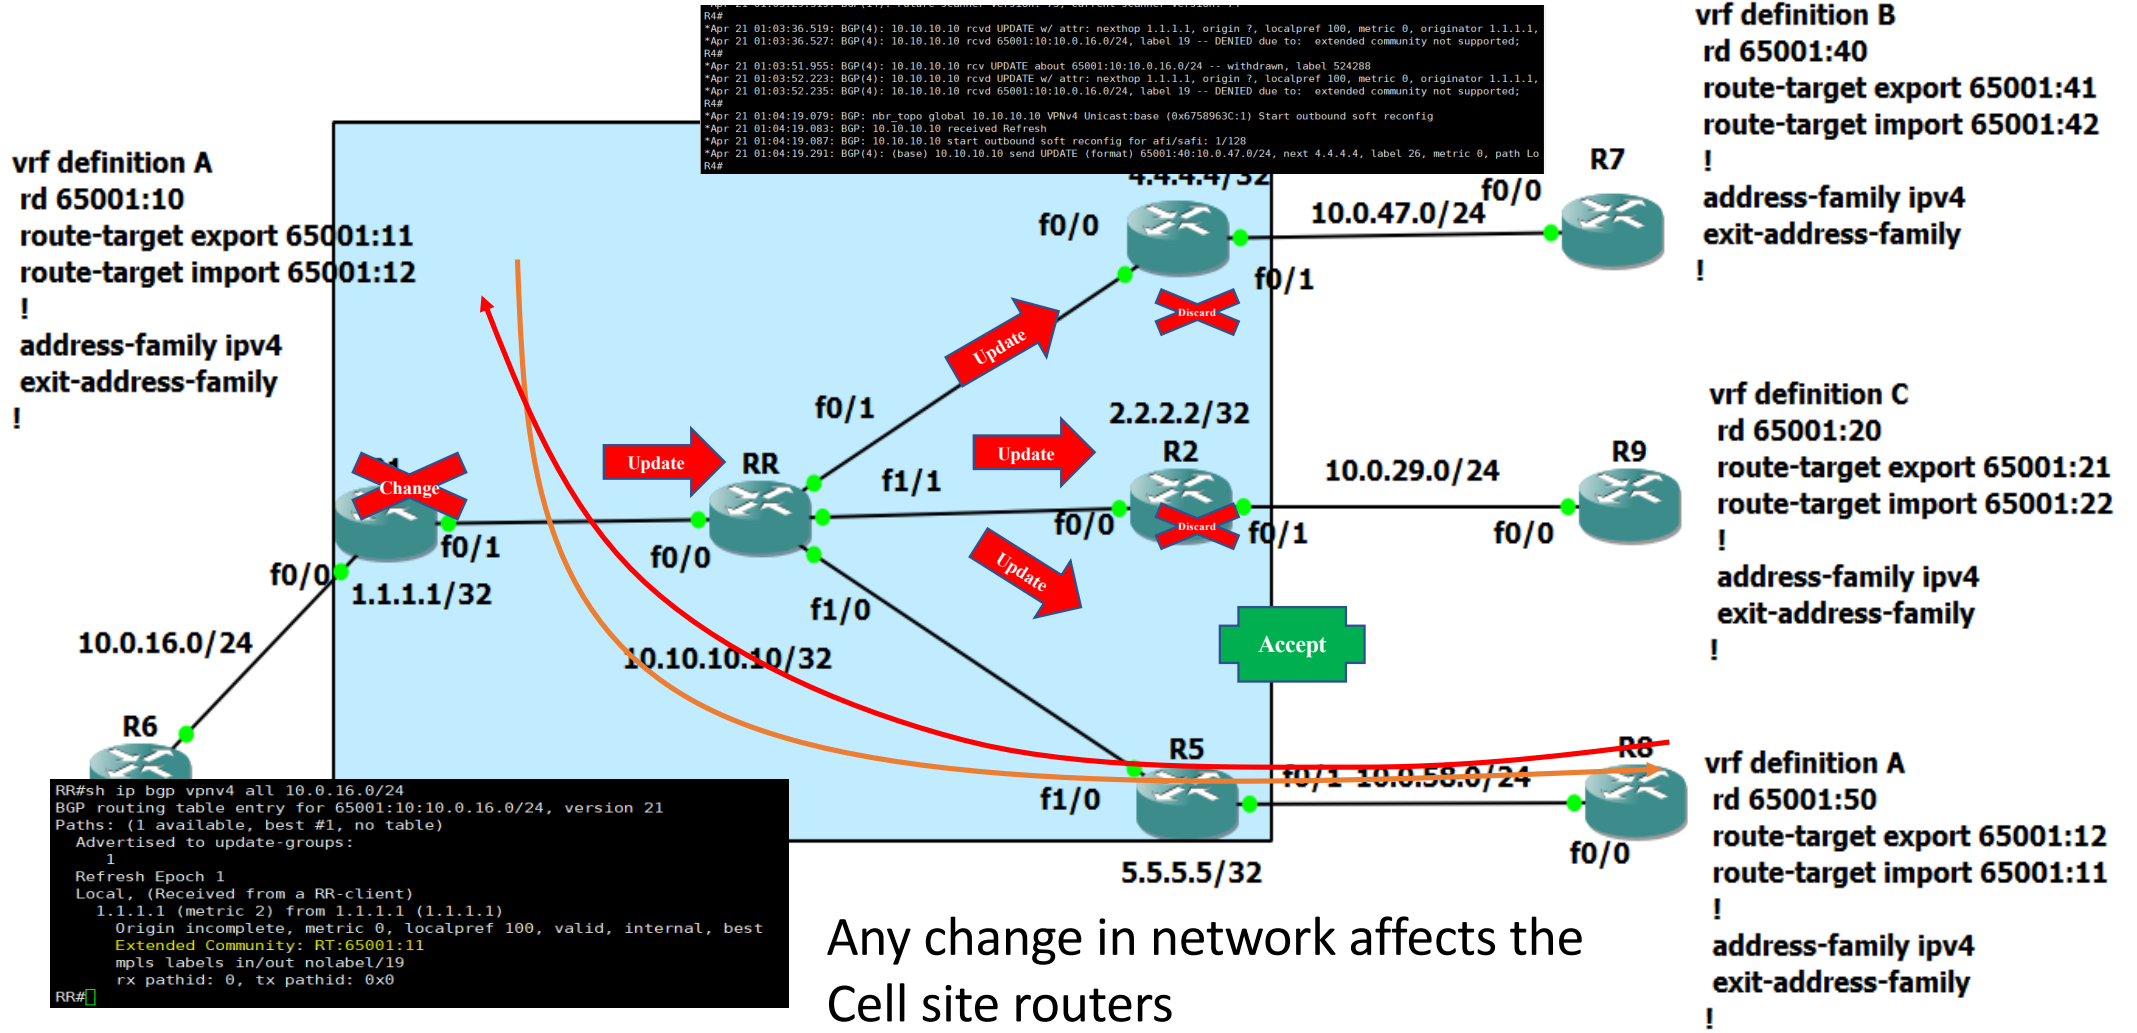 R4#
*Apr 21 01:03:36.519: BGP(4): 10.10.10.10 rcvd UPDATE w/ attr: nexthop 1.1.1.1, origin ?, localpref 100, metric 0, originator 1.1.1.1,
*Apr 21 01:03:36.527: BGP(4): 10.10.10.10 rcvd 65001:10:10.0.16.0/24, label 19 -- DENIED due to:  extended community not supported;
R4#
*Apr 21 01:03:51.955: BGP(4): 10.10.10.10 rcv UPDATE about 65001:10:10.0.16.0/24 -- withdrawn, label 524288
*Apr 21 01:03:52.223: BGP(4): 10.10.10.10 rcvd UPDATE w/ attr: nexthop 1.1.1.1, origin ?, localpref 100, metric 0, originator 1.1.1.1,
*Apr 21 01:03:52.235: BGP(4): 10.10.10.10 rcvd 65001:10:10.0.16.0/24, label 19 -- DENIED due to:  extended community not supported;
R4#
*Apr 21 01:04:19.079: BGP: nbr_topo global 10.10.10.10 VPNv4 Unicast:base (0x6758963C:1) Start outbound soft reconfig
*Apr 21 01:04:19.083: BGP: 10.10.10.10 received Refresh
*Apr 21 01:04:19.087: BGP: 10.10.10.10 start outbound soft reconfig for afi/safi: 1/128
*Apr 21 01:04:19.291: BGP(4): (base) 10.10.10.10 send UPDATE (format) 65001:40:10.0.47.0/24, next 4.4.4.4, label 26, metric 0, path Lo
R4#
vrf definition B
rd 65001:40
route-target export 65001:41
route-target import 65001:42
!
address-family ipv4
exit-address-family
!
vrf definition A
rd 65001:10
route-target export 65001:11
route-target import 65001:12
!
address-family ipv4
exit-address-family
!
4.4.4.4/32
f0/0
f0/1
Discard
10.0.47.0/24
f0/0
R7
Update
f0/1
Change
f0/1
f0/0
1.1.1.1/32
10.0.16.0/24
R6
Update
RR
f0/0
f1/1
f1/0
10.10.10.10/32
Update
2.2.2.2/32
R2
f0/0
Discard
f0/1
10.0.29.0/24
R9
f0/0
Update
Accept
R5
f1/0
f0/1
10.0.58.0/24
R8
f0/0
5.5.5.5/32
vrf definition C
rd 65001:20
route-target export 65001:21
route-target import 65001:22
!
address-family ipv4
exit-address-family
!
vrf definition A
rd 65001:50
route-target export 65001:12
route-target import 65001:11
!
address-family ipv4
exit-address-family
!
RR#sh ip bgp vpnv4 all 10.0.16.0/24
BGP routing table entry for 65001:10:10.0.16.0/24, version 21
Paths: (1 available, best #1, no table)
Advertised to update-groups:
1
Refresh Epoch 1
Local, (Received from a RR-client)
1.1.1.1 (metric 2) from 1.1.1.1 (1.1.1.1)
Origin incomplete, metric 0, localpref 100, valid, internal, best
Extended Community: RT:65001:11
mpls labels in/out nolabel/19
rx pathid: 0, tx pathid: 0x0
RR#
Any change in network affects the
Cell site routers